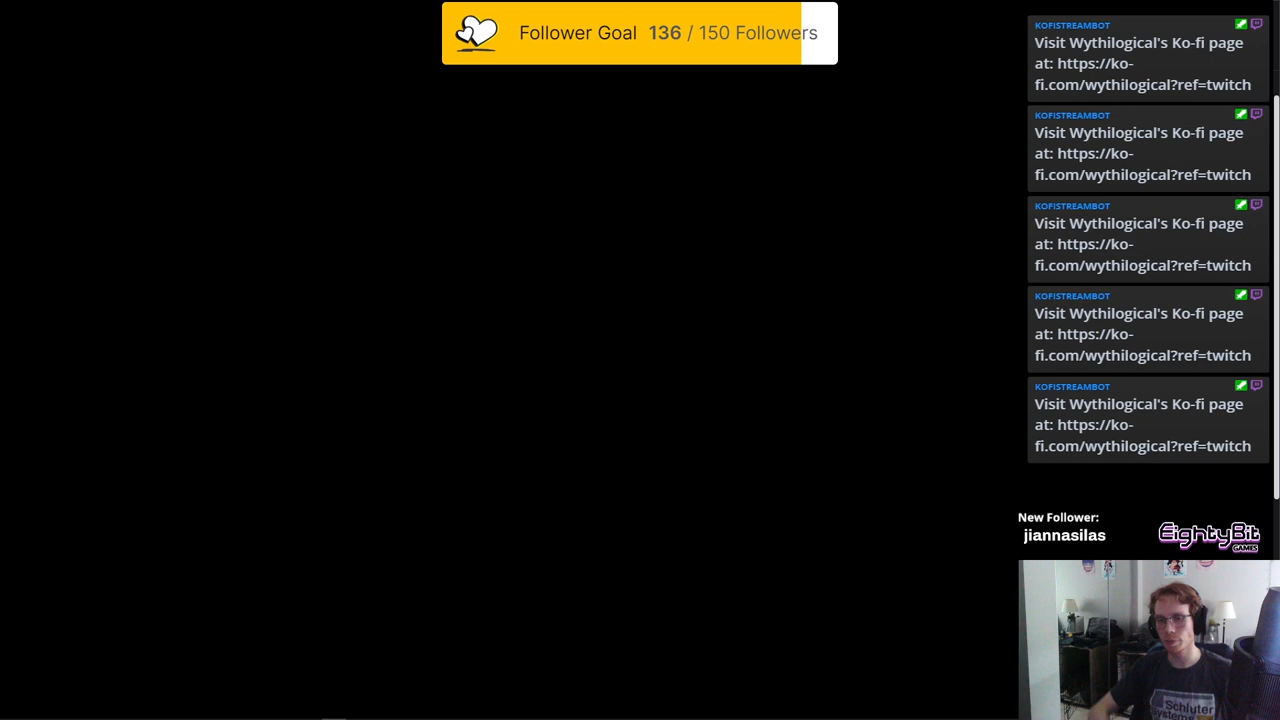 Follower Goal 136 / 150 Followers
KOFISTREAMBOT
Visit Wythilogical's Ko-fi page
at: https://ko-
fi.com/wythilogical?ref=twitch
KOFISTREAMBOT
Visit Wythilogical's Ko-fi page
at: https://ko-
fi.com/wythilogical?ref=twitch
KOFISTREAMBOT
Visit Wythilogical's Ko-fi page
at: https://ko-
fi.com/wythilogical?ref=twitch
KOFISTREAMBOT
Visit Wythilogical's Ko-fi page
at: https://ko-
fi.com/wythilogical?ref=twitch
KOFISTREAMBOT
Visit Wythilogical's Ko-fi page
at: https://ko-
fi.com/wythilogical?ref=twitch
New Follower:
jiannasilas
EightyBit
GAMES
Schluter